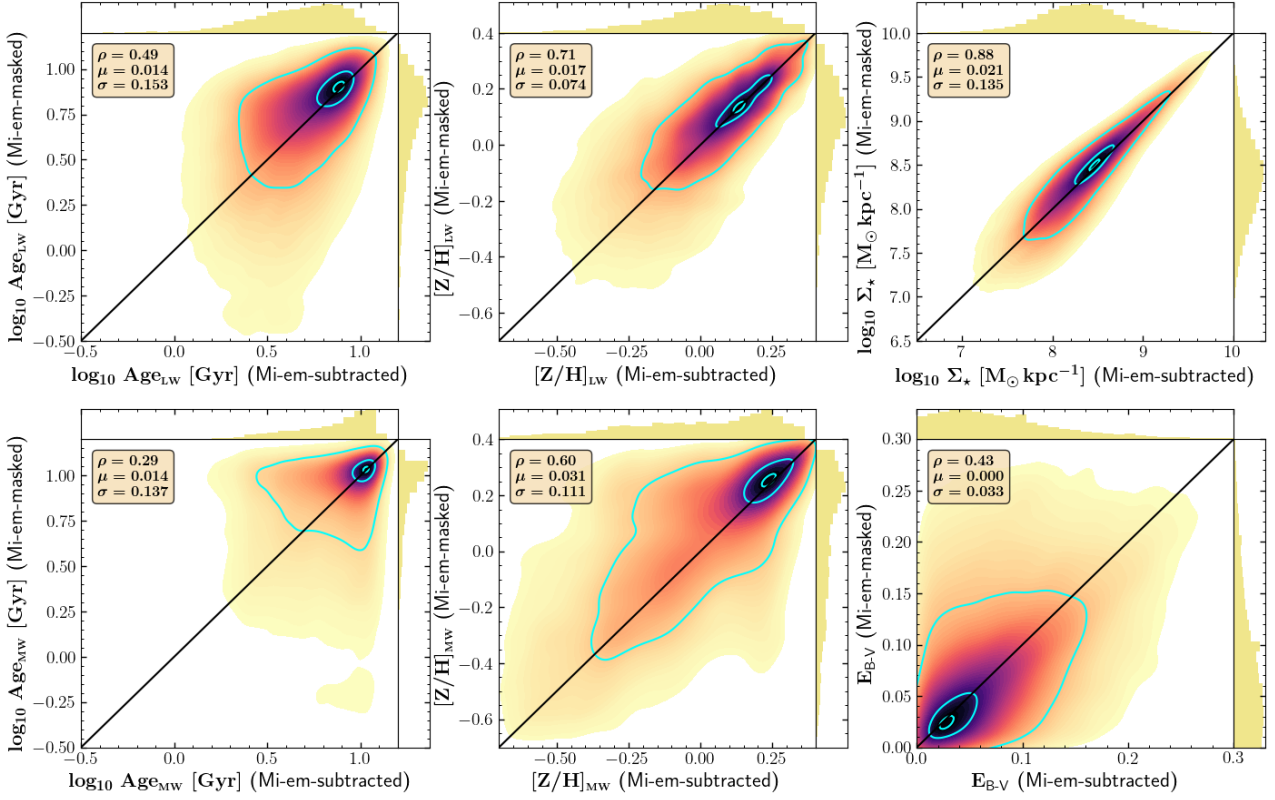 ρ = 0.49
μ = 0.014
σ = 0.153
1.00
0.75
0.50
0.25
0.00
−0.25
−0.50
−0.5
0.0
0.5
1.0
log₁₀ Age_LW [Gyr] (Mi-em-masked)
log₁₀ Age_LW [Gyr] (Mi-em-subtracted)
ρ = 0.71
μ = 0.017
σ = 0.074
0.4
0.2
0.0
−0.2
−0.4
−0.6
−0.50
−0.25
0.00
0.25
[Z/H]_LW (Mi-em-masked)
[Z/H]_LW (Mi-em-subtracted)
ρ = 0.88
μ = 0.021
σ = 0.135
10.0
9.5
9.0
8.5
8.0
7.5
7.0
6.5
7
8
9
10
log₁₀ Σ⋆ [M⊙ kpc⁻¹] (Mi-em-masked)
log₁₀ Σ⋆ [M⊙ kpc⁻¹] (Mi-em-subtracted)
ρ = 0.29
μ = 0.014
σ = 0.137
1.00
0.75
0.50
0.25
0.00
−0.25
−0.50
−0.5
0.0
0.5
1.0
log₁₀ Age_MW [Gyr] (Mi-em-masked)
log₁₀ Age_MW [Gyr] (Mi-em-subtracted)
ρ = 0.60
μ = 0.031
σ = 0.111
0.4
0.2
0.0
−0.2
−0.4
−0.6
−0.50
−0.25
0.00
0.25
[Z/H]_MW (Mi-em-masked)
[Z/H]_MW (Mi-em-subtracted)
ρ = 0.43
μ = 0.000
σ = 0.033
0.30
0.25
0.20
0.15
0.10
0.05
0.00
0.0
0.1
0.2
0.3
E_B-V (Mi-em-masked)
E_B-V (Mi-em-subtracted)